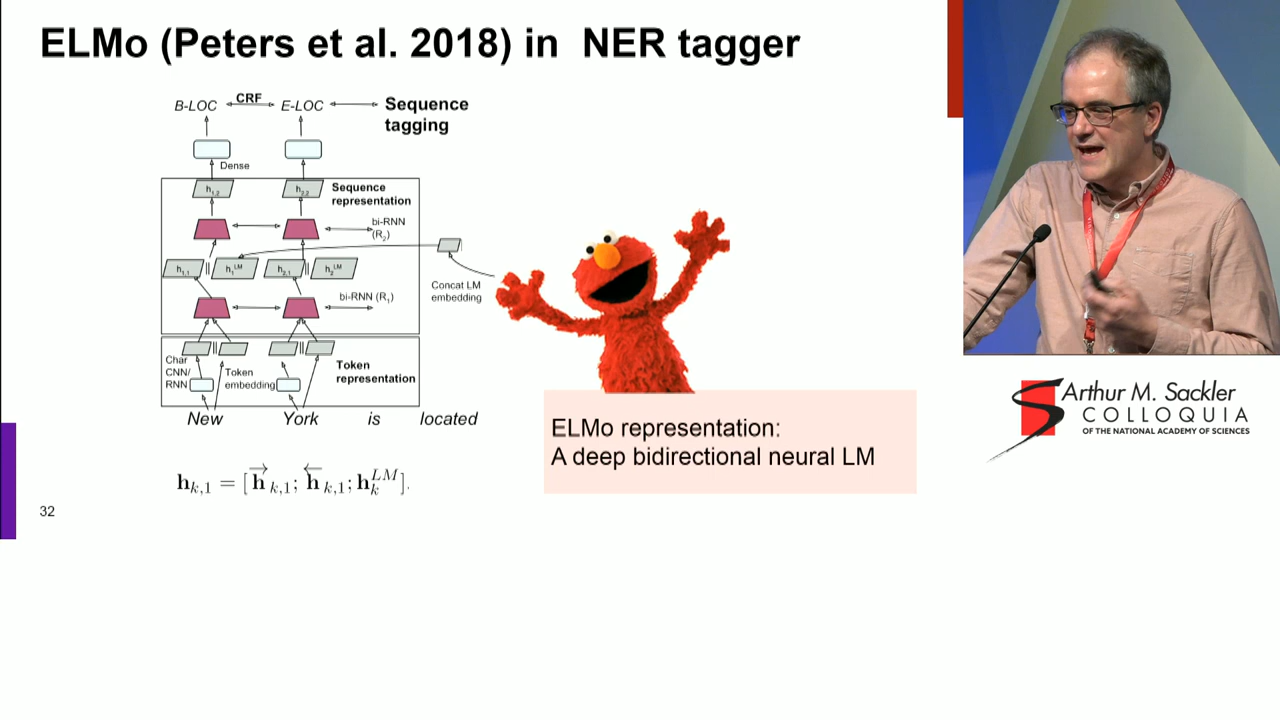 ELMo (Peters et al. 2018) in NER tagger
B-LOC CRF E-LOC Sequence
tagging
Dense
h1,2 h2,2 Sequence
representation
bi-RNN
(R2)
h1,1 || h1LM h2,1 || h2LM
Concat LM
embedding
bi-RNN (R1)
|| ||
Char
CNN/
RNN
Token
embedding
Token
representation
New York is located
ELMo representation:
A deep bidirectional neural LM
hk,1 = [→hk,1; ←hk,1; hkLM].
32
Arthur M. Sackler
COLLOQUIA
OF THE NATIONAL ACADEMY OF SCIENCES